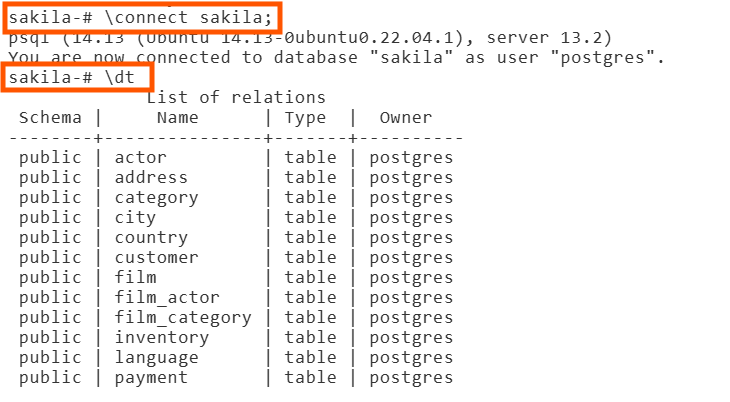 sakila-# \connect sakila;
psql (14.13 (Ubuntu 14.13-0ubuntu0.22.04.1), server 13.2)
You are now connected to database "sakila" as user "postgres".
sakila-# \dt
List of relations
Schema | Name | Type | Owner
--------+---------------+-------+----------
public | actor | table | postgres
public | address | table | postgres
public | category | table | postgres
public | city | table | postgres
public | country | table | postgres
public | customer | table | postgres
public | film | table | postgres
public | film_actor | table | postgres
public | film_category | table | postgres
public | inventory | table | postgres
public | language | table | postgres
public | payment | table | postgres